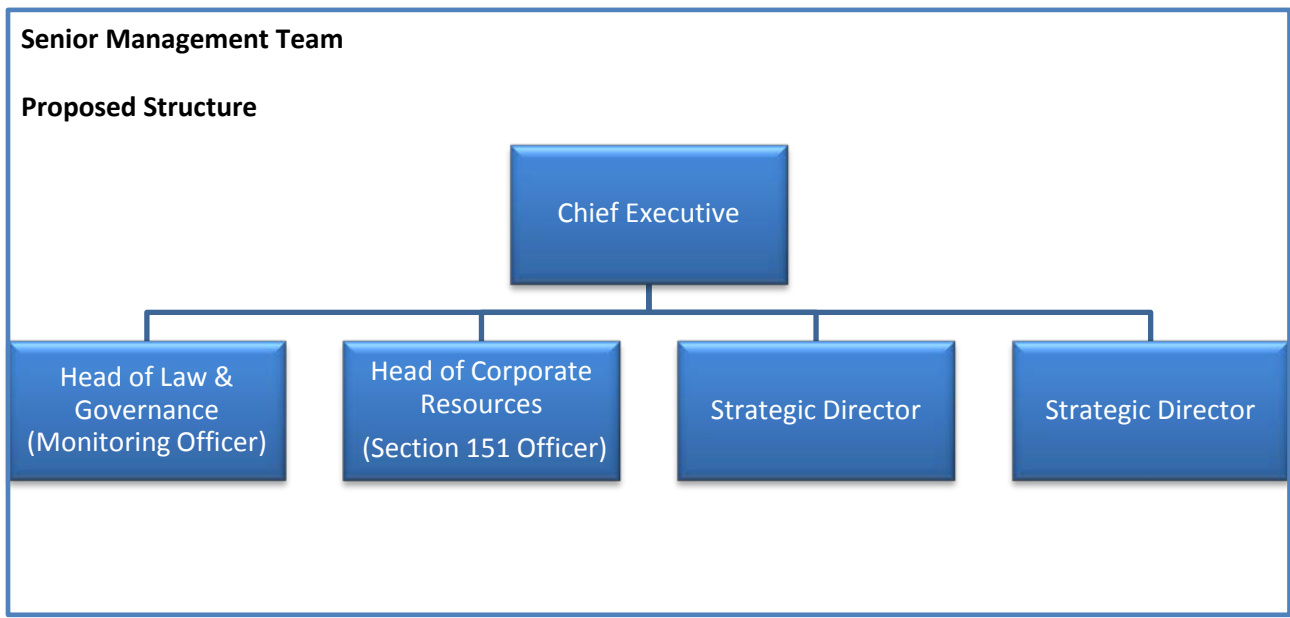 Senior Management Team
Proposed Structure
Chief Executive
Head of Law &
Governance
(Monitoring Officer)
Head of Corporate
Resources
(Section 151 Officer)
Strategic Director
Strategic Director